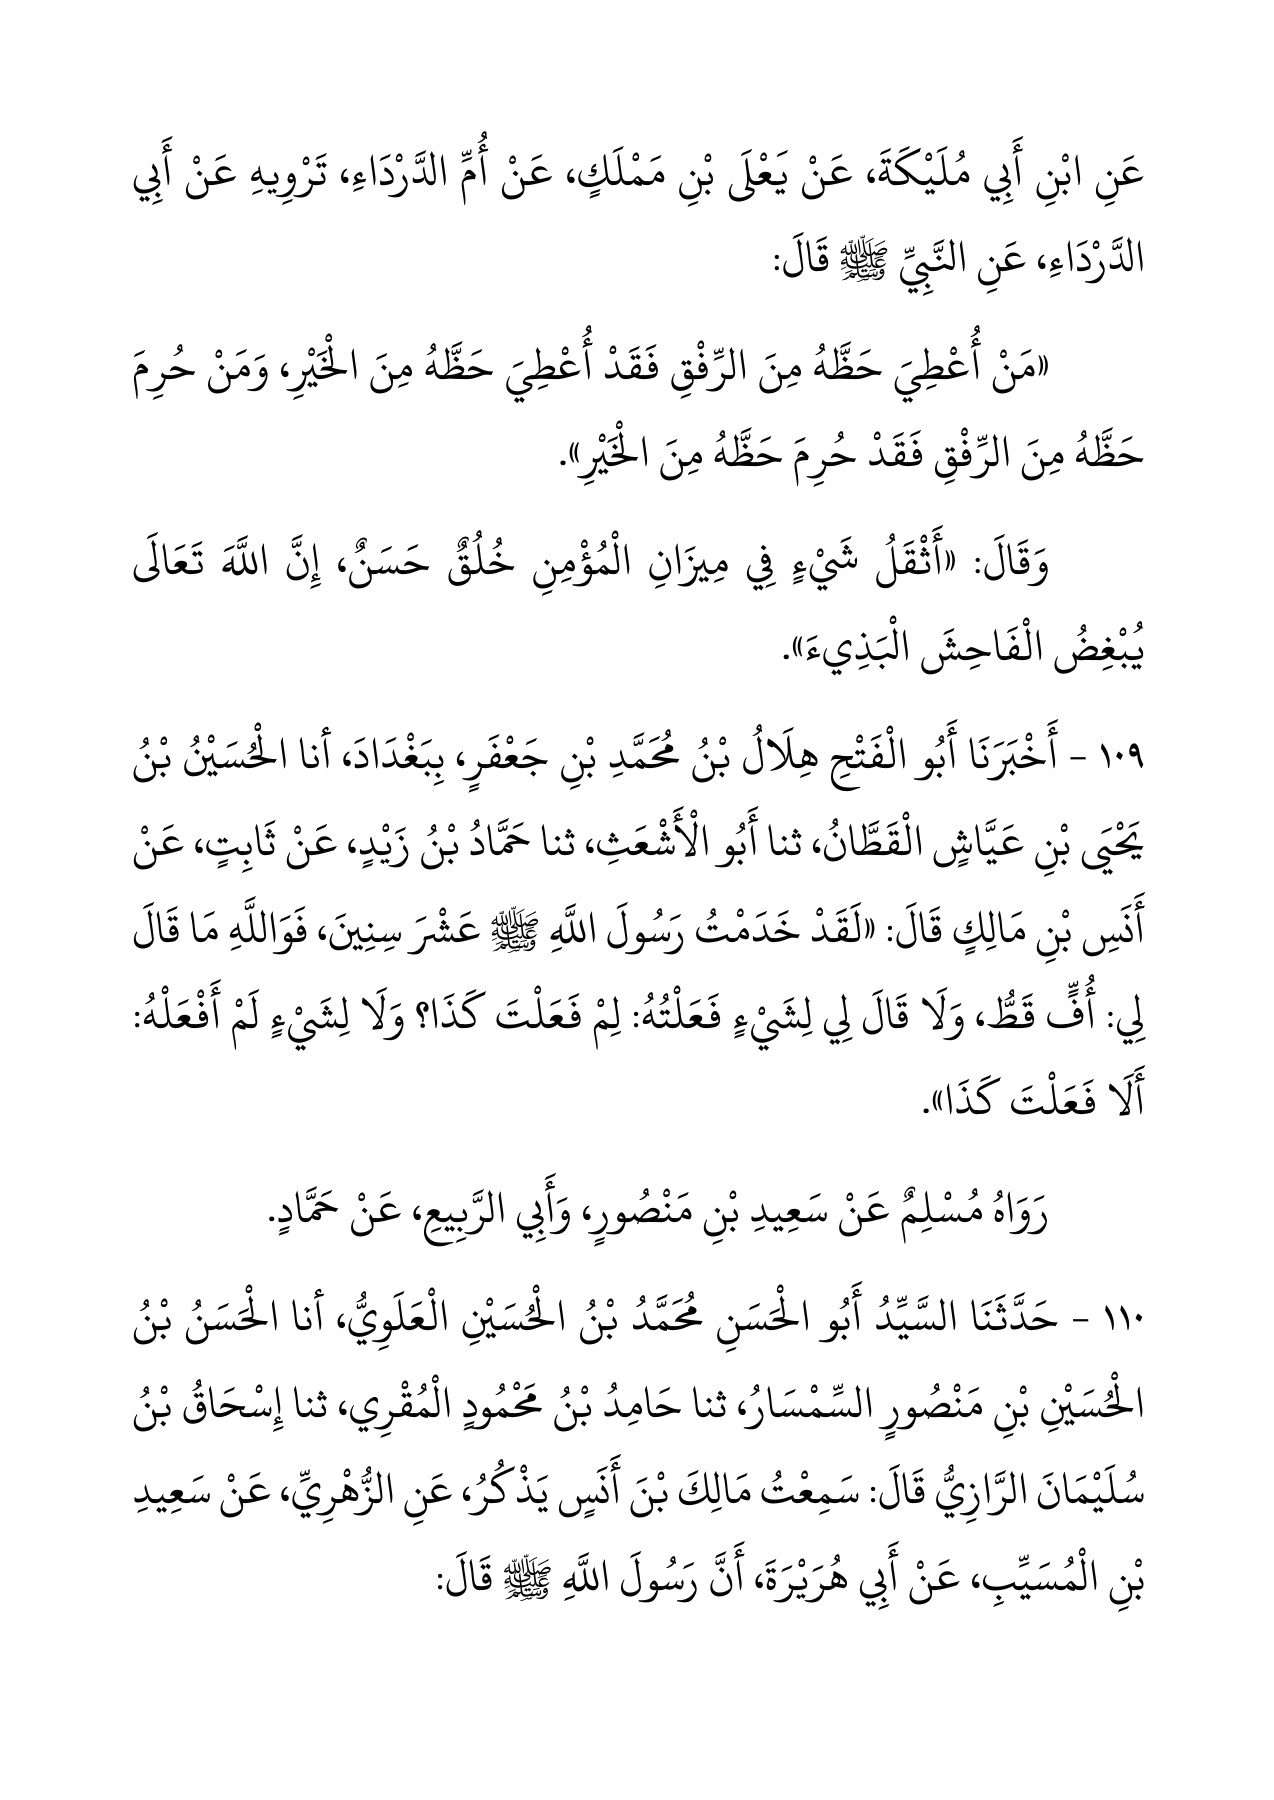 عَنِ ابْنِ أَبِي مُلَيْكَةَ، عَنْ يَعْلَى بْنِ مَمْلَكٍ، عَنْ أُمِّ الدَّرْدَاءِ، تَرْوِيهِ عَنْ أَبِي
الدَّرْدَاءِ، عَنِ النَّبِيِّ ﷺ قَالَ:
«مَنْ أُعْطِيَ حَظَّهُ مِنَ الرِّفْقِ فَقَدْ أُعْطِيَ حَظَّهُ مِنَ الْخَيْرِ، وَمَنْ حُرِمَ
حَظَّهُ مِنَ الرِّفْقِ فَقَدْ حُرِمَ حَظَّهُ مِنَ الْخَيْرِ».
وَقَالَ: «أَثْقَلُ شَيْءٍ فِي مِيزَانِ الْمُؤْمِنِ خُلُقٌ حَسَنٌ، إِنَّ اللَّهَ تَعَالَى
يُبْغِضُ الْفَاحِشَ الْبَذِيءَ».
١٠٩ - أَخْبَرَنَا أَبُو الْفَتْحِ هِلَالُ بْنُ مُحَمَّدِ بْنِ جَعْفَرٍ، بِبَغْدَادَ، أنا الْحُسَيْنُ بْنُ
يَحْيَى بْنِ عَيَّاشٍ الْقَطَّانُ، ثنا أَبُو الْأَشْعَثِ، ثنا حَمَّادُ بْنُ زَيْدٍ، عَنْ ثَابِتٍ، عَنْ
أَنَسِ بْنِ مَالِكٍ قَالَ: «لَقَدْ خَدَمْتُ رَسُولَ اللَّهِ ﷺ عَشْرَ سِنِينَ، فَوَاللَّهِ مَا قَالَ
لِي: أُفٍّ قَطُّ، وَلَا قَالَ لِي لِشَيْءٍ فَعَلْتُهُ: لِمْ فَعَلْتَ كَذَا؟ وَلَا لِشَيْءٍ لَمْ أَفْعَلْهُ:
أَلَا فَعَلْتَ كَذَا».
رَوَاهُ مُسْلِمٌ عَنْ سَعِيدِ بْنِ مَنْصُورٍ، وَأَبِي الرَّبِيعِ، عَنْ حَمَّادٍ.
١١٠ - حَدَّثَنَا السَّيِّدُ أَبُو الْحَسَنِ مُحَمَّدُ بْنُ الْحُسَيْنِ الْعَلَوِيُّ، أنا الْحَسَنُ بْنُ
الْحُسَيْنِ بْنِ مَنْصُورٍ السِّمْسَارُ، ثنا حَامِدُ بْنُ مَحْمُودٍ الْمُقْرِي، ثنا إِسْحَاقُ بْنُ
سُلَيْمَانَ الرَّازِيُّ قَالَ: سَمِعْتُ مَالِكَ بْنَ أَنَسٍ يَذْكُرُ، عَنِ الزُّهْرِيِّ، عَنْ سَعِيدِ
بْنِ الْمُسَيِّبِ، عَنْ أَبِي هُرَيْرَةَ، أَنَّ رَسُولَ اللَّهِ ﷺ قَالَ: